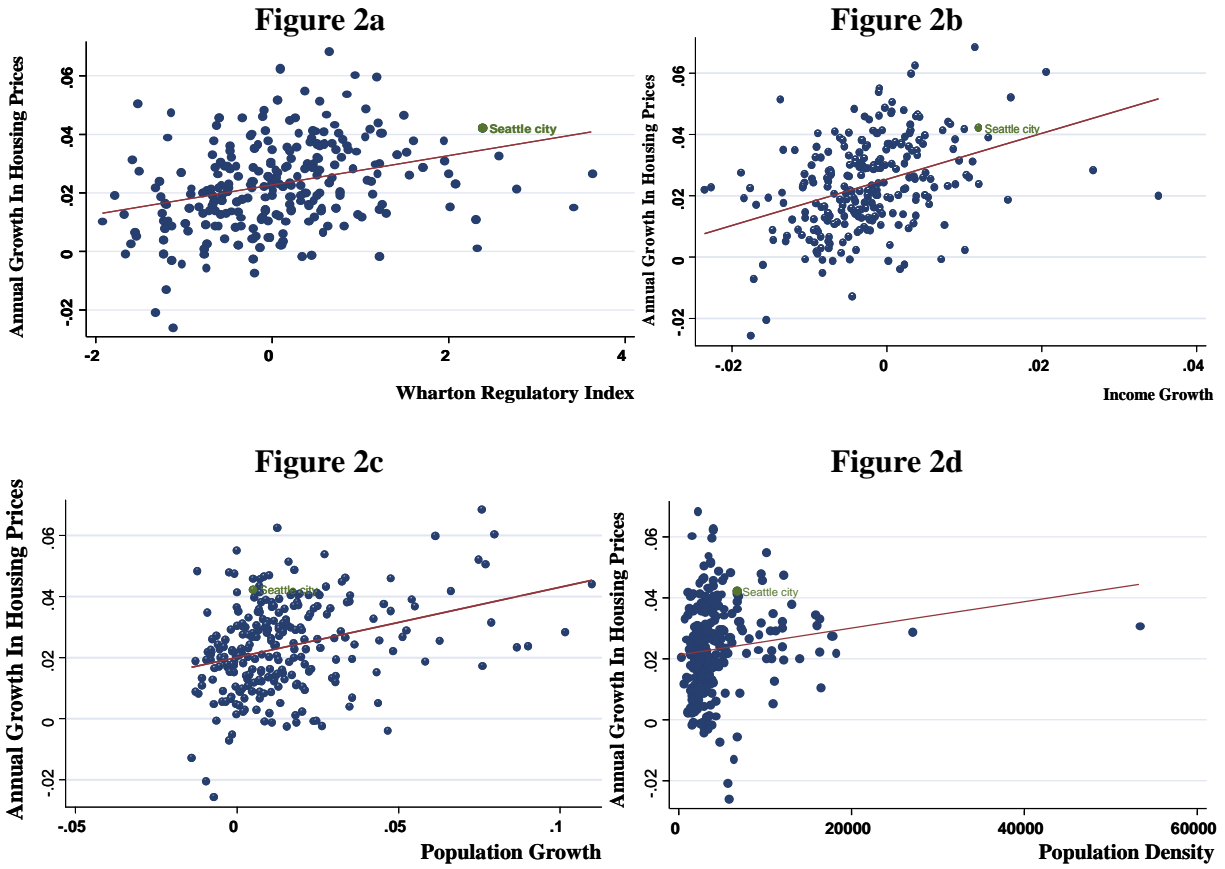 Figure 2a
Annual Growth In Housing Prices
.06
.04
.02
0
-.02
Seattle city
-2
0
2
4
Wharton Regulatory Index
Figure 2b
Annual Growth In Housing Prices
.06
.04
.02
0
-.02
Seattle city
-.02
0
.02
.04
Income Growth
Figure 2c
Annual Growth In Housing Prices
.06
.04
.02
0
-.02
Seattle city
-.05
0
.05
.1
Population Growth
Figure 2d
Annual Growth In Housing Prices
.06
.04
.02
0
-.02
Seattle city
0
20000
40000
60000
Population Density